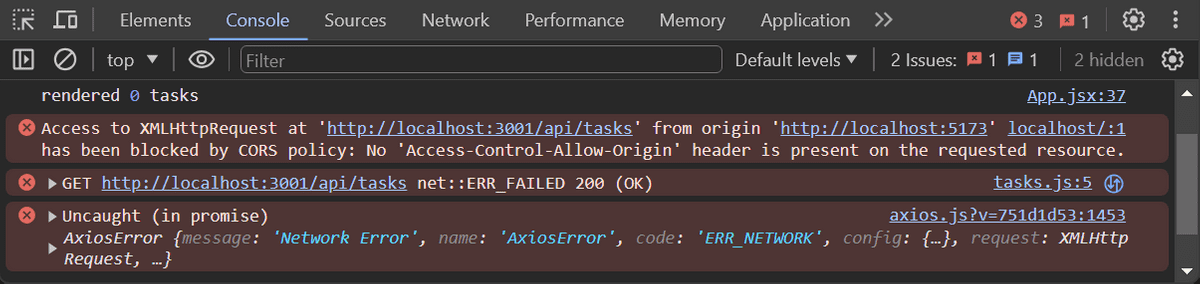 Elements Console Sources Network Performance Memory Application 3 1
top Filter Default levels 2 Issues: 1 1 2 hidden
rendered 0 tasks App.jsx:37
Access to XMLHttpRequest at 'http://localhost:3001/api/tasks' from origin 'http://localhost:5173' localhost/:1
has been blocked by CORS policy: No 'Access-Control-Allow-Origin' header is present on the requested resource.
GET http://localhost:3001/api/tasks net::ERR_FAILED 200 (OK) tasks.js:5
Uncaught (in promise) axios.js?v=751d1d53:1453
AxiosError {message: 'Network Error', name: 'AxiosError', code: 'ERR_NETWORK', config: {…}, request: XMLHttp
Request, …}